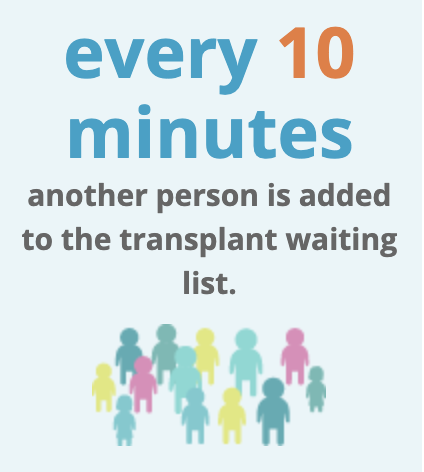 every 10
minutes
another person is added
to the transplant waiting
list.